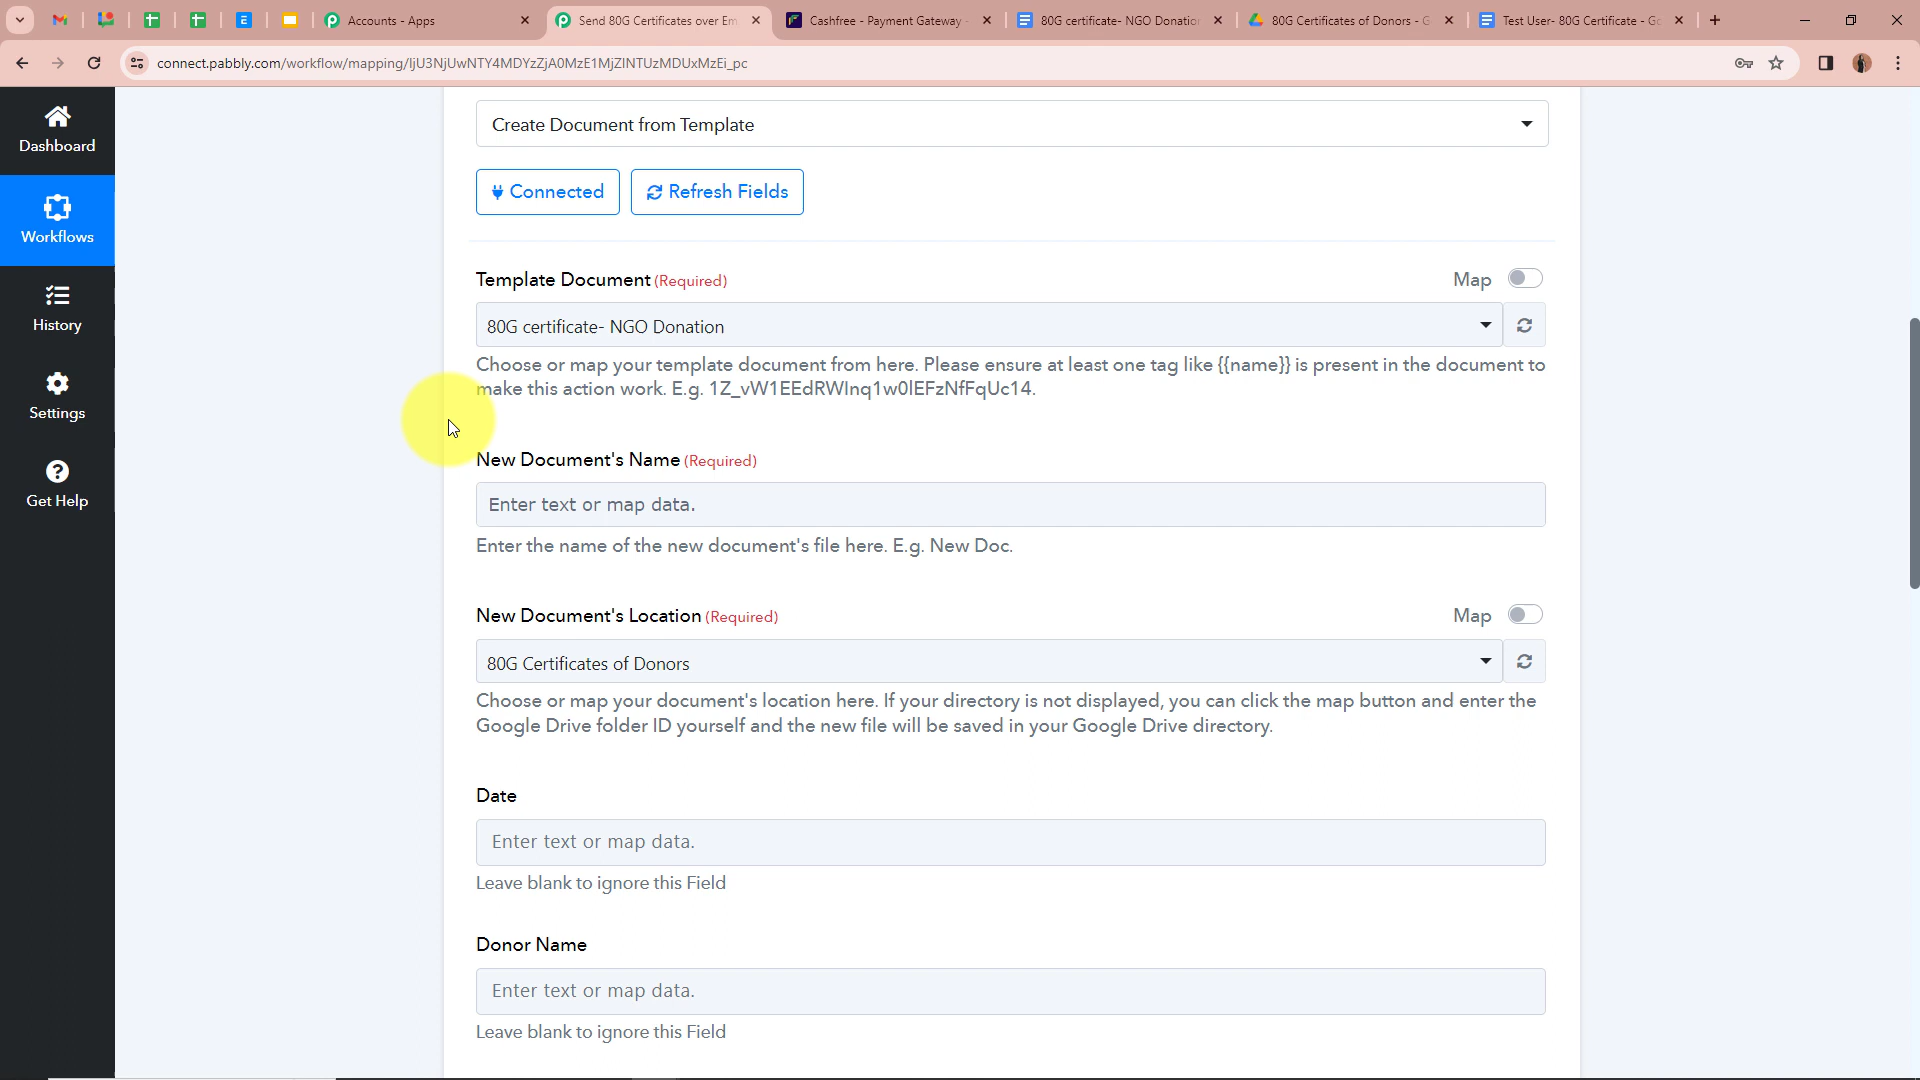 Accounts - Apps
Send 80G Certificates over Em
Cashfree - Payment Gateway -
80G certificate- NGO Donation
80G Certificates of Donors - G
Test User- 80G Certificate - Go
connect.pabbly.com/workflow/mapping/IjU3NjUwNTY4MDYzZjA0MzE1MjZlNTUzMDUxMzEi_pc
Dashboard
Workflows
History
Settings
Get Help
Create Document from Template
Connected
Refresh Fields
Template Document (Required)
Map
80G certificate- NGO Donation
Choose or map your template document from here. Please ensure at least one tag like {{name}} is present in the document to
make this action work. E.g. 1Z_vW1EEdRWInq1w0lEFzNfFqUc14.
New Document's Name (Required)
Enter text or map data.
Enter the name of the new document's file here. E.g. New Doc.
New Document's Location (Required)
Map
80G Certificates of Donors
Choose or map your document's location here. If your directory is not displayed, you can click the map button and enter the
Google Drive folder ID yourself and the new file will be saved in your Google Drive directory.
Date
Enter text or map data.
Leave blank to ignore this Field
Donor Name
Enter text or map data.
Leave blank to ignore this Field